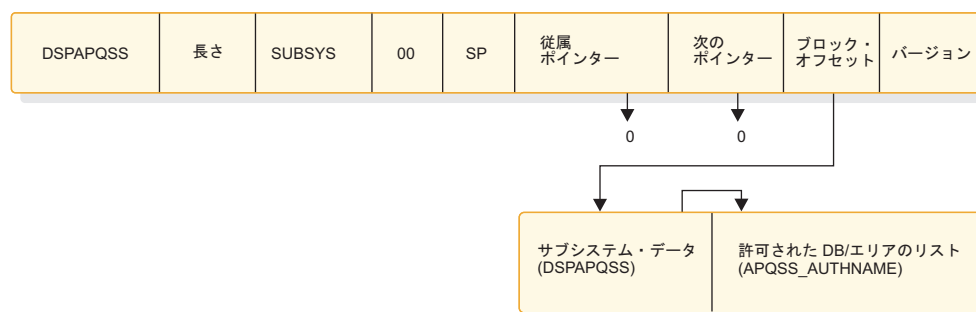 DSPAPQSS
長さ
SUBSYS
00
SP
従属
ポインター
次の
ポインター
ブロック・
オフセット
バージョン
0
0
サブシステム・データ
(DSPAPQSS)
許可された DB/エリアのリスト
(APQSS_AUTHNAME)